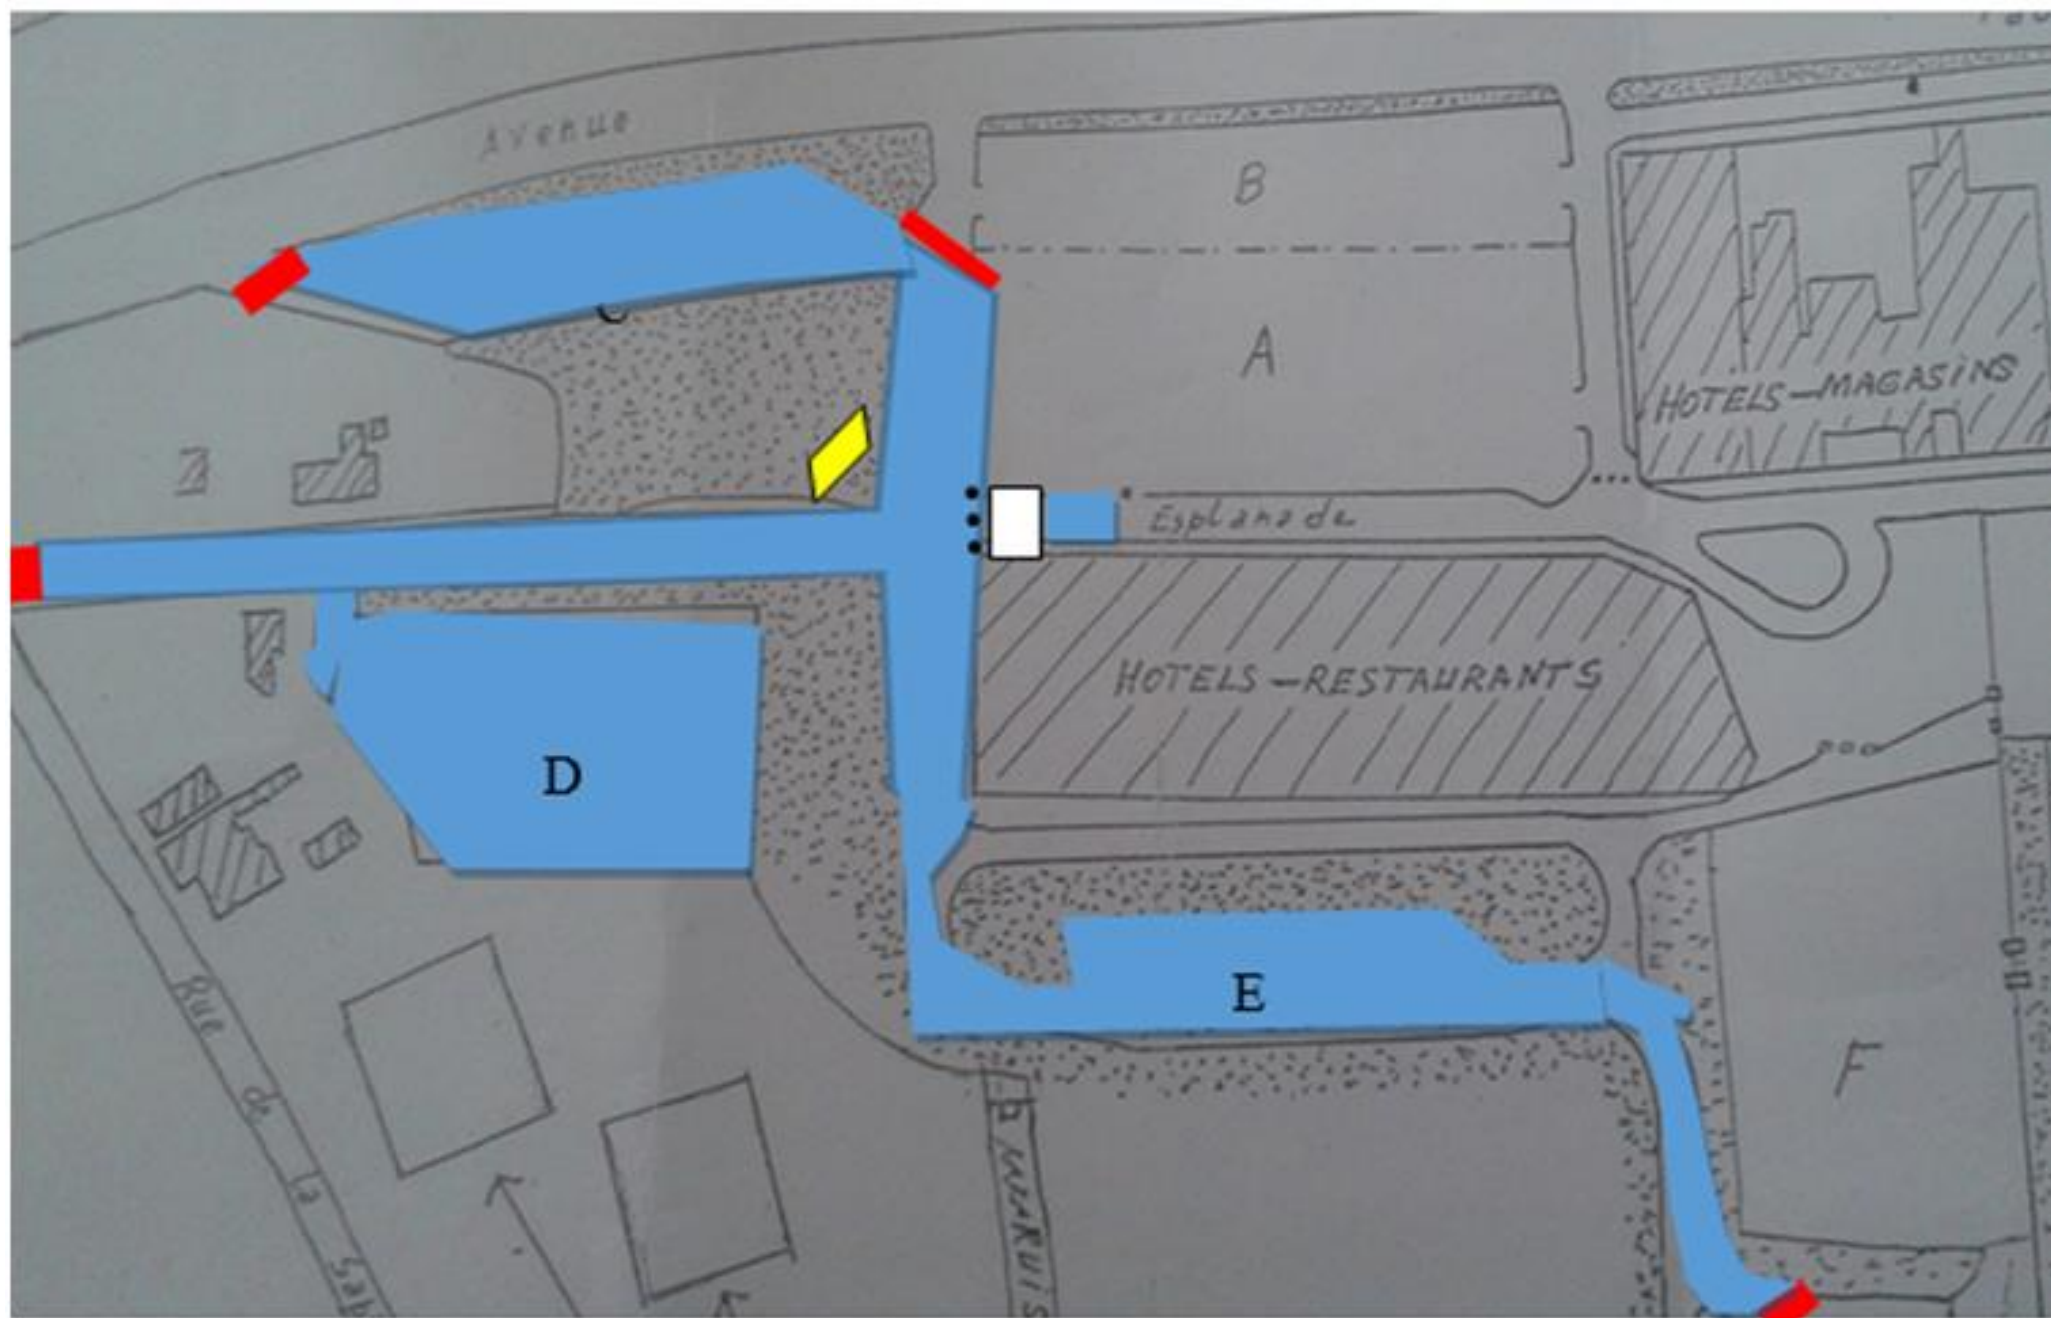 Avenue
B
A
HOTELS-MAGASINS
Esplanade
HOTELS-RESTAURANTS
D
E
F
Rue de la